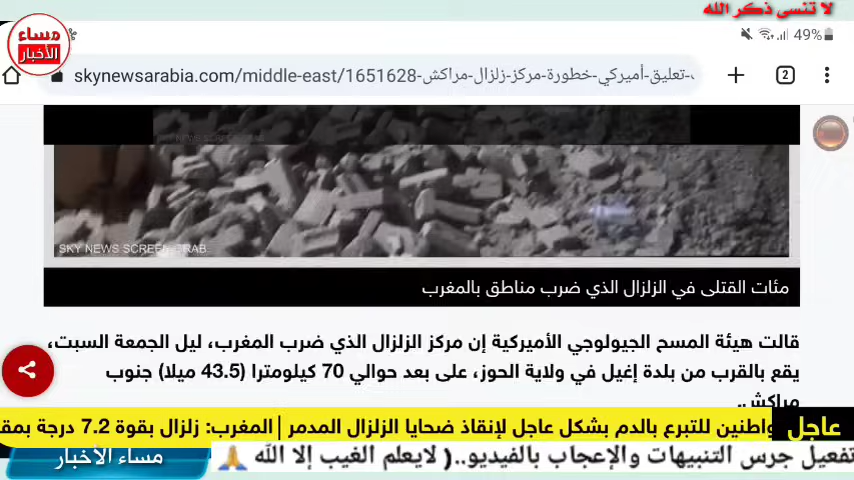 لا تنسى ذكر الله
مساء
الأخبار
49%
skynewsarabia.com/middle-east/1651628-تعليق-أميركي-خطورة-مركز-زلزال-مراكش
2
SKY NEWS SCREEN-GRAB
مئات القتلى في الزلزال الذي ضرب مناطق بالمغرب
قالت هيئة المسح الجيولوجي الأميركية إن مركز الزلزال الذي ضرب المغرب، ليل الجمعة السبت،
يقع بالقرب من بلدة إغيل في ولاية الحوز، على بعد حوالي 70 كيلومترا (43.5 ميلا) جنوب
مراكش.
عاجل
للتبرع بالدم بشكل عاجل لإنقاذ ضحايا الزلزال المدمر | المغرب: زلزال بقوة 7.2 درجة
تفعيل جرس التنبيهات والإعجاب بالفيديو..( لايعلم الغيب إلا الله 🙏
مساء الأخبار